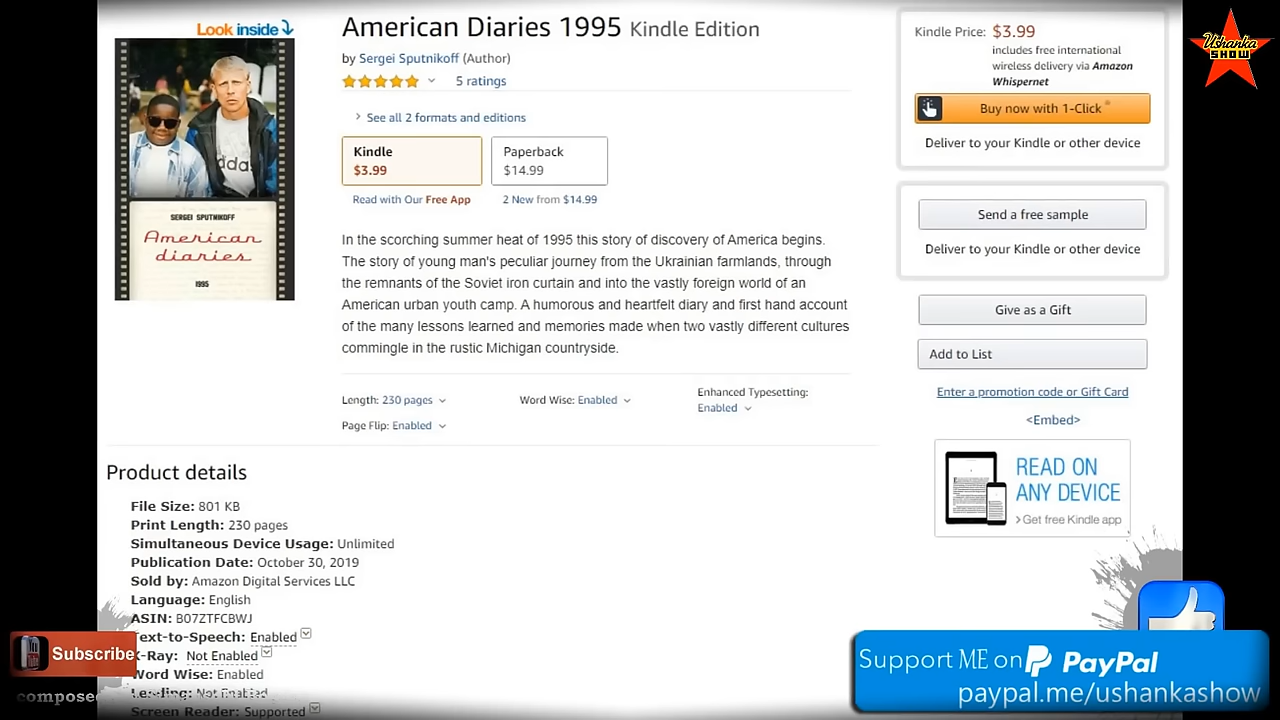 Look inside
American Diaries 1995 Kindle Edition
by Sergei Sputnikoff (Author)
5 ratings
See all 2 formats and editions
Kindle
$3.99
Paperback
$14.99
Read with Our Free App
2 New from $14.99
In the scorching summer heat of 1995 this story of discovery of America begins.
The story of young man's peculiar journey from the Ukrainian farmlands, through
the remnants of the Soviet iron curtain and into the vastly foreign world of an
American urban youth camp. A humorous and heartfelt diary and first hand account
of the many lessons learned and memories made when two vastly different cultures
commingle in the rustic Michigan countryside.
Length: 230 pages
Word Wise: Enabled
Enhanced Typesetting:
Enabled
Page Flip: Enabled
adidas
SERGEI SPUTNIKOFF
American
diaries
1995
Product details
File Size: 801 KB
Print Length: 230 pages
Simultaneous Device Usage: Unlimited
Publication Date: October 30, 2019
Sold by: Amazon Digital Services LLC
Language: English
ASIN: B07ZTFCBWJ
Text-to-Speech: Enabled
X-Ray: Not Enabled
Word Wise: Enabled
Lending: Not Enabled
Screen Reader: Supported
Kindle Price: $3.99
includes free international
wireless delivery via Amazon
Whispernet
Buy now with 1-Click ®
Deliver to your Kindle or other device
Send a free sample
Deliver to your Kindle or other device
Give as a Gift
Add to List
Enter a promotion code or Gift Card
<Embed>
READ ON
ANY DEVICE
Get free Kindle app
Ushanka
SHOW
Subscribe
compose
Support ME on PayPal
paypal.me/ushankashow